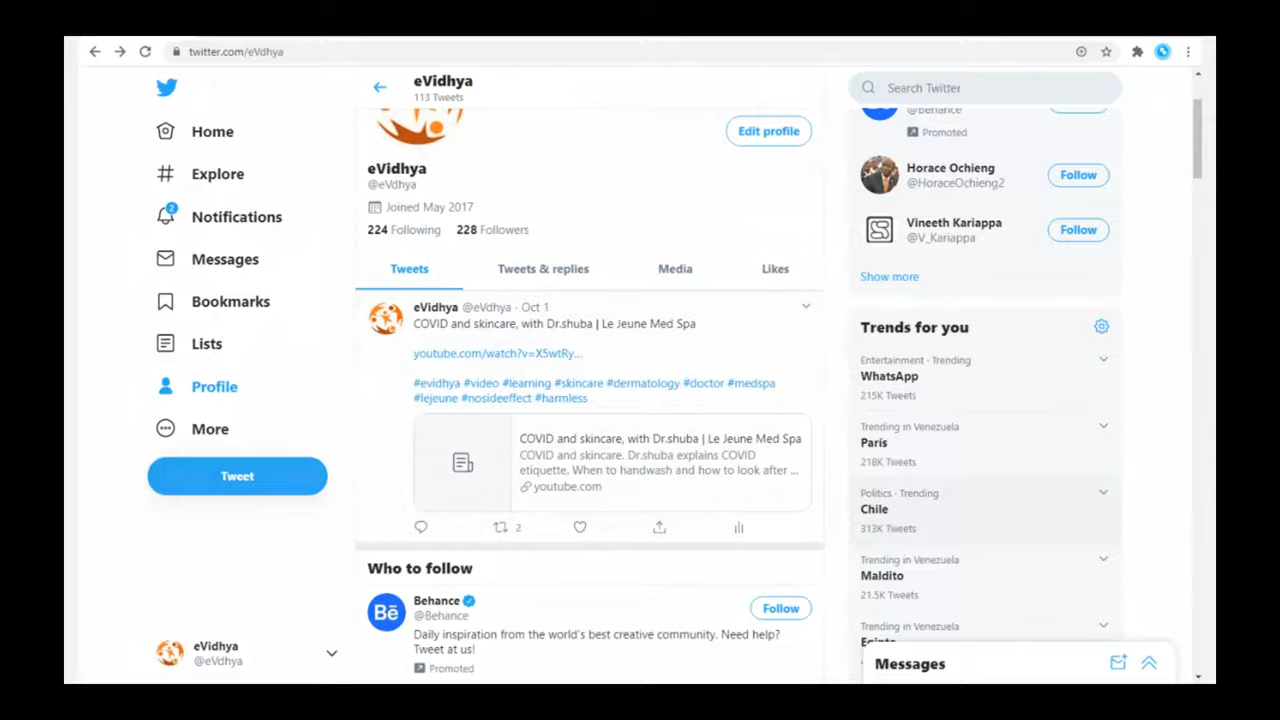 twitter.com/eVdhya
eVidhya
113 Tweets
Search Twitter
Home
Explore
2
Notifications
Messages
Bookmarks
Lists
Profile
More
Tweet
eVidhya
@eVdhya
Edit profile
eVidhya
@eVdhya
Joined May 2017
224 Following 228 Followers
Tweets Tweets & replies Media Likes
eVidhya @eVdhya · Oct 1
COVID and skincare, with Dr.shuba | Le Jeune Med Spa
youtube.com/watch?v=X5wtRy...
#evidhya #video #learning #skincare #dermatology #doctor #medspa
#lejeune #nosideeffect #harmless
COVID and skincare, with Dr.shuba | Le Jeune Med Spa
COVID and skincare. Dr.shuba explains COVID
etiquette. When to handwash and how to look after ...
youtube.com
2
Who to follow
Bē
Behance
@Behance
Follow
Daily inspiration from the world's best creative community. Need help?
Tweet at us!
Promoted
@Behance
Promoted
Horace Ochieng
@HoraceOchieng2
Follow
Vineeth Kariappa
@V_Kariappa
Follow
Show more
Trends for you
Entertainment · Trending
WhatsApp
215K Tweets
Trending in Venezuela
París
218K Tweets
Politics · Trending
Chile
313K Tweets
Trending in Venezuela
Maldito
21.5K Tweets
Trending in Venezuela
Messages